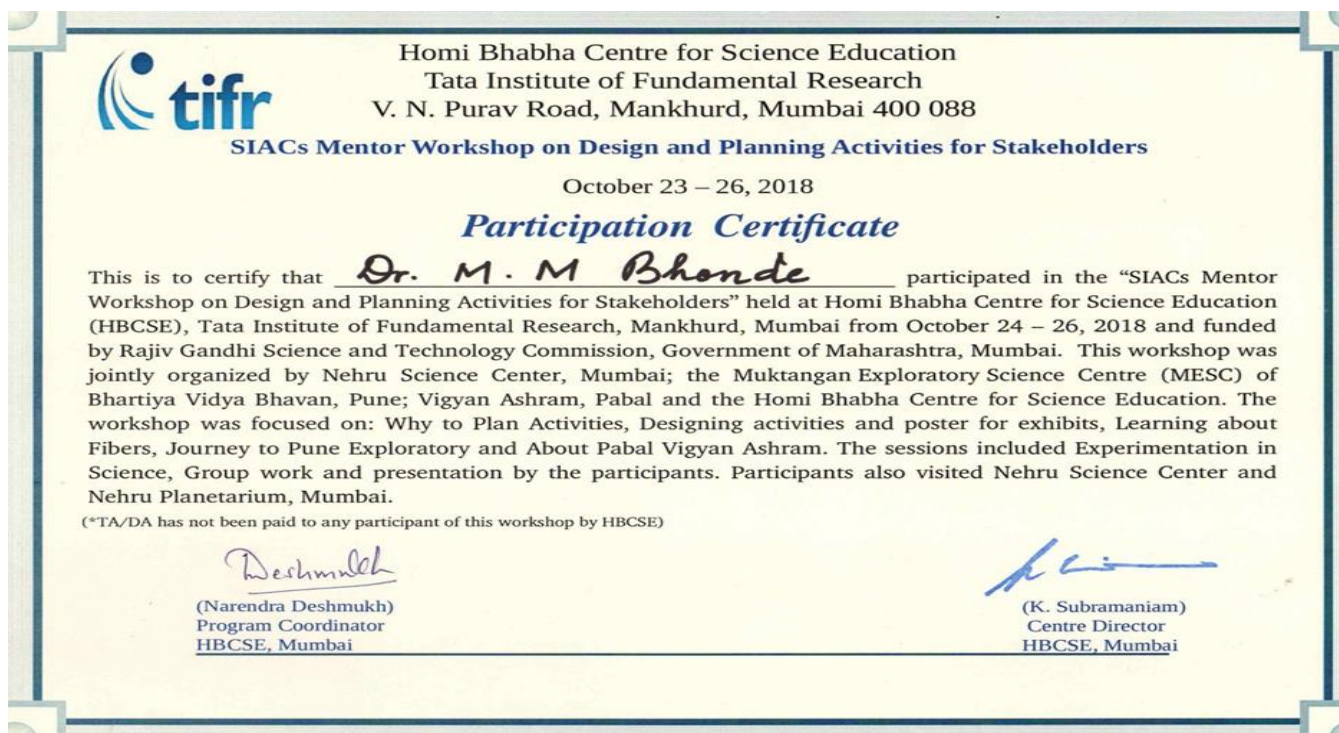 tifr
Homi Bhabha Centre for Science Education
Tata Institute of Fundamental Research
V. N. Purav Road, Mankhurd, Mumbai 400 088
SIACs Mentor Workshop on Design and Planning Activities for Stakeholders
October 23 – 26, 2018
Participation Certificate
This is to certify that Dr. M. M Bhonde participated in the “SIACs Mentor
Workshop on Design and Planning Activities for Stakeholders” held at Homi Bhabha Centre for Science Education
(HBCSE), Tata Institute of Fundamental Research, Mankhurd, Mumbai from October 24 – 26, 2018 and funded
by Rajiv Gandhi Science and Technology Commission, Government of Maharashtra, Mumbai. This workshop was
jointly organized by Nehru Science Center, Mumbai; the Muktangan Exploratory Science Centre (MESC) of
Bhartiya Vidya Bhavan, Pune; Vigyan Ashram, Pabal and the Homi Bhabha Centre for Science Education. The
workshop was focused on: Why to Plan Activities, Designing activities and poster for exhibits, Learning about
Fibers, Journey to Pune Exploratory and About Pabal Vigyan Ashram. The sessions included Experimentation in
Science, Group work and presentation by the participants. Participants also visited Nehru Science Center and
Nehru Planetarium, Mumbai.
(*TA/DA has not been paid to any participant of this workshop by HBCSE)
Deshmukh
(Narendra Deshmukh)
Program Coordinator
HBCSE, Mumbai
(K. Subramaniam)
Centre Director
HBCSE, Mumbai